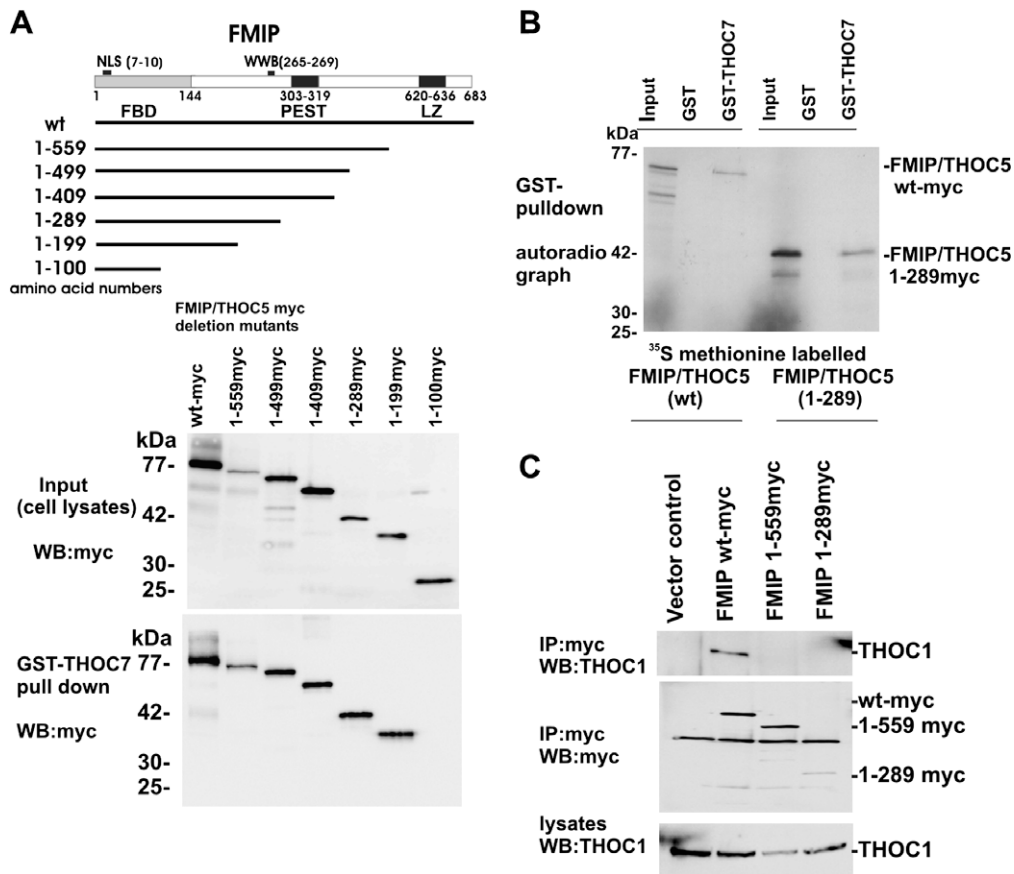 A
FMIP
NLS (7-10)
WWB(265-269)
1
144
303-319
620-636
683
FBD
PEST
LZ
wt
1-559
1-499
1-409
1-289
1-199
1-100
amino acid numbers
FMIP/THOC5 myc
deletion mutants
wt-myc
1-559myc
1-499myc
1-409myc
1-289myc
1-199myc
1-100myc
kDa
77-
42-
30-
25-
Input
(cell lysates)
WB:myc
kDa
77-
42-
30-
25-
GST-THOC7
pull down
WB:myc
B
Input
GST
GST-THOC7
Input
GST
GST-THOC7
kDa
77-
42-
30-
25-
GST-
pulldown
autoradio
graph
-FMIP/THOC5
wt-myc
-FMIP/THOC5
1-289myc
35S methionine labelled
FMIP/THOC5
(wt)
FMIP/THOC5
(1-289)
C
Vector control
FMIP wt-myc
FMIP 1-559myc
FMIP 1-289myc
IP:myc
WB:THOC1
-THOC1
IP:myc
WB:myc
-wt-myc
-1-559 myc
-1-289 myc
lysates
WB:THOC1
-THOC1